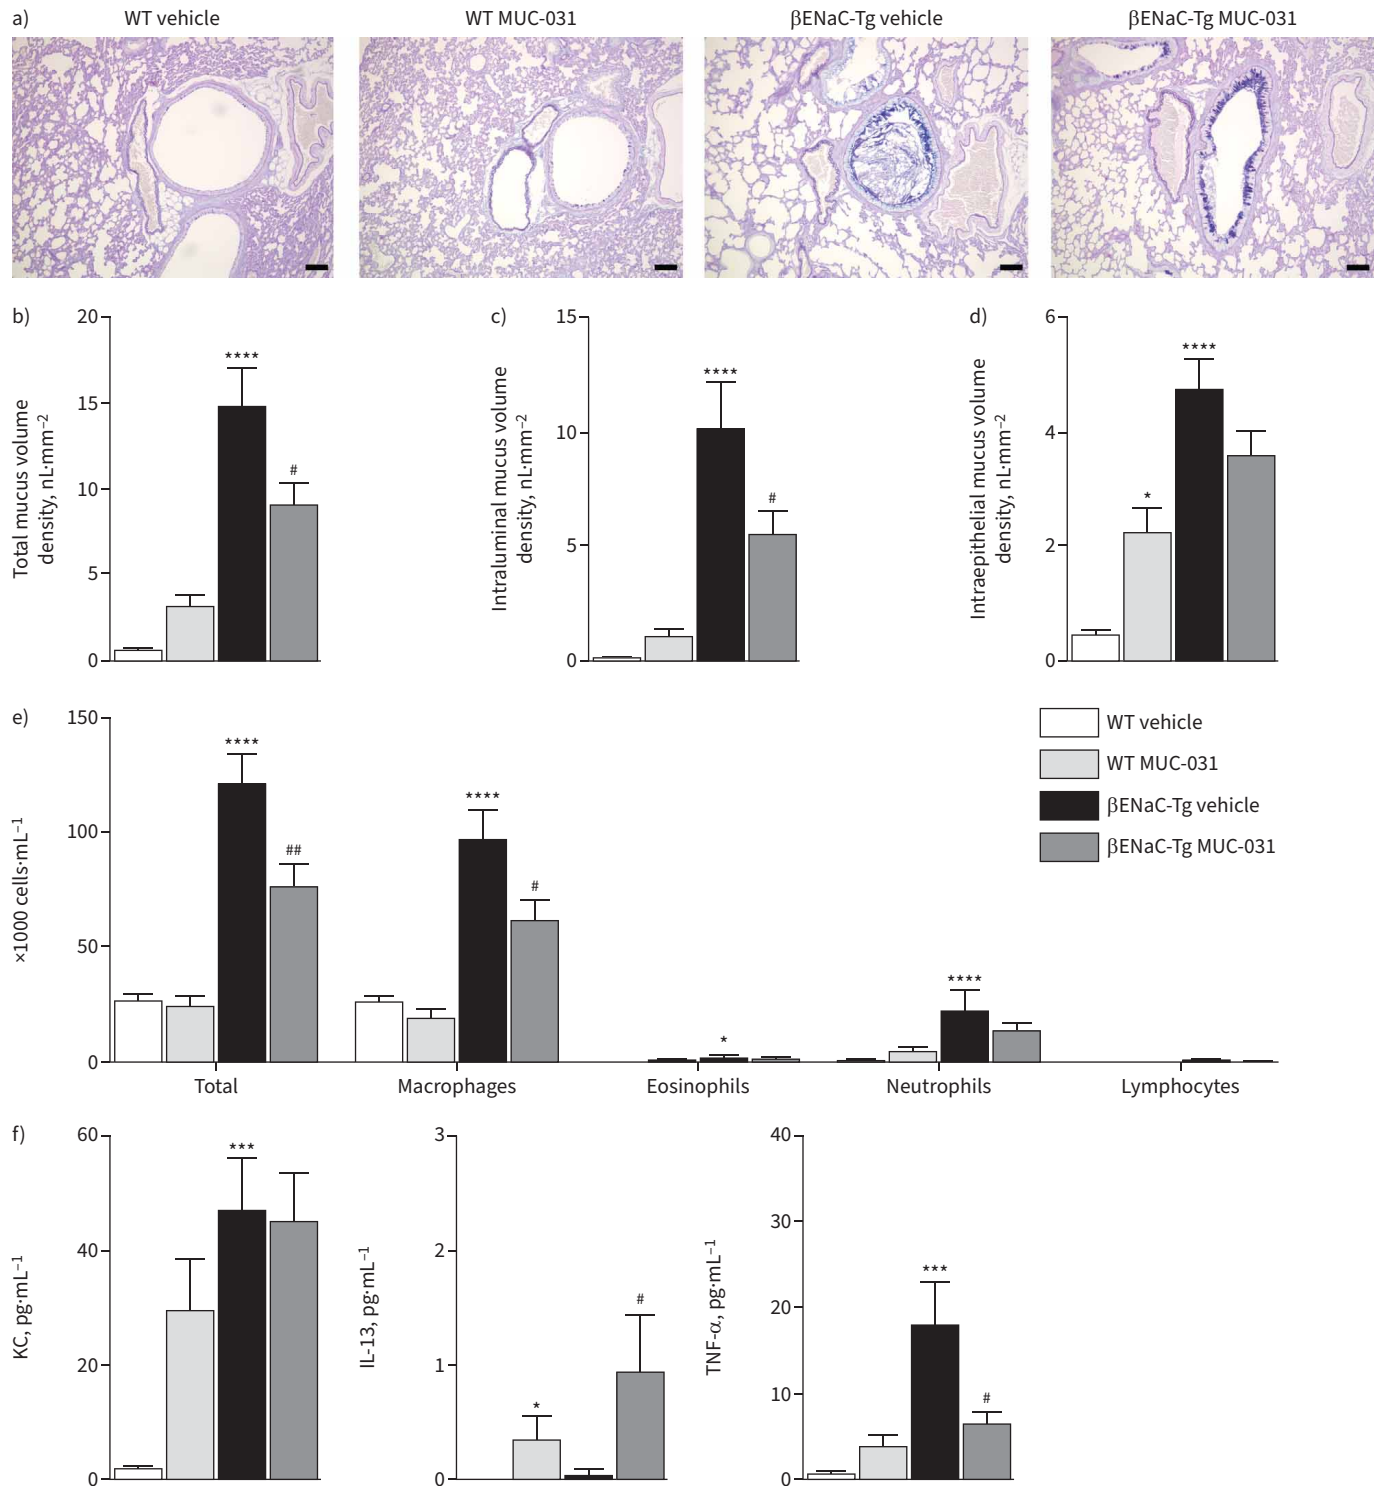 a)
WT vehicle
WT MUC-031
βENaC-Tg vehicle
βENaC-Tg MUC-031
b)
Total mucus volume
density, nL·mm⁻²
20
15
10
5
0
****
#
c)
Intraluminal mucus volume
density, nL·mm⁻²
15
10
5
0
****
#
d)
Intraepithelial mucus volume
density, nL·mm⁻²
6
4
2
0
*
****
e)
×1000 cells·mL⁻¹
150
100
50
0
****
##
****
#
*
****
Total
Macrophages
Eosinophils
Neutrophils
Lymphocytes
WT vehicle
WT MUC-031
βENaC-Tg vehicle
βENaC-Tg MUC-031
f)
KC, pg·mL⁻¹
60
40
20
0
***
IL-13, pg·mL⁻¹
3
2
1
0
*
#
TNF-α, pg·mL⁻¹
40
30
20
10
0
***
#